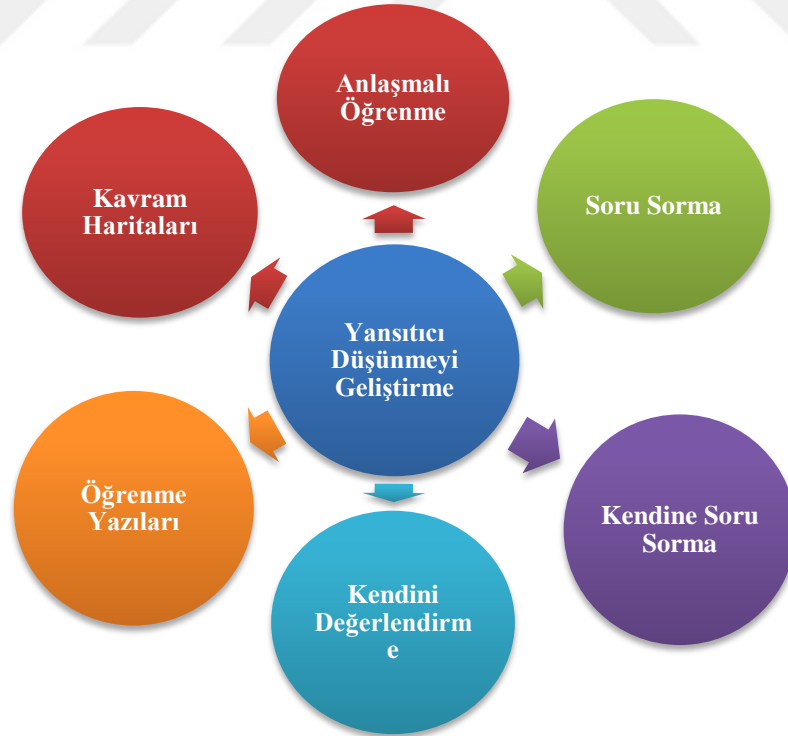 Anlaşmalı
Öğrenme
Soru Sorma
Kendine Soru
Sorma
Kendini
Değerlendirm
e
Öğrenme
Yazıları
Kavram
Haritaları
Yansıtıcı
Düşünmeyi
Geliştirme